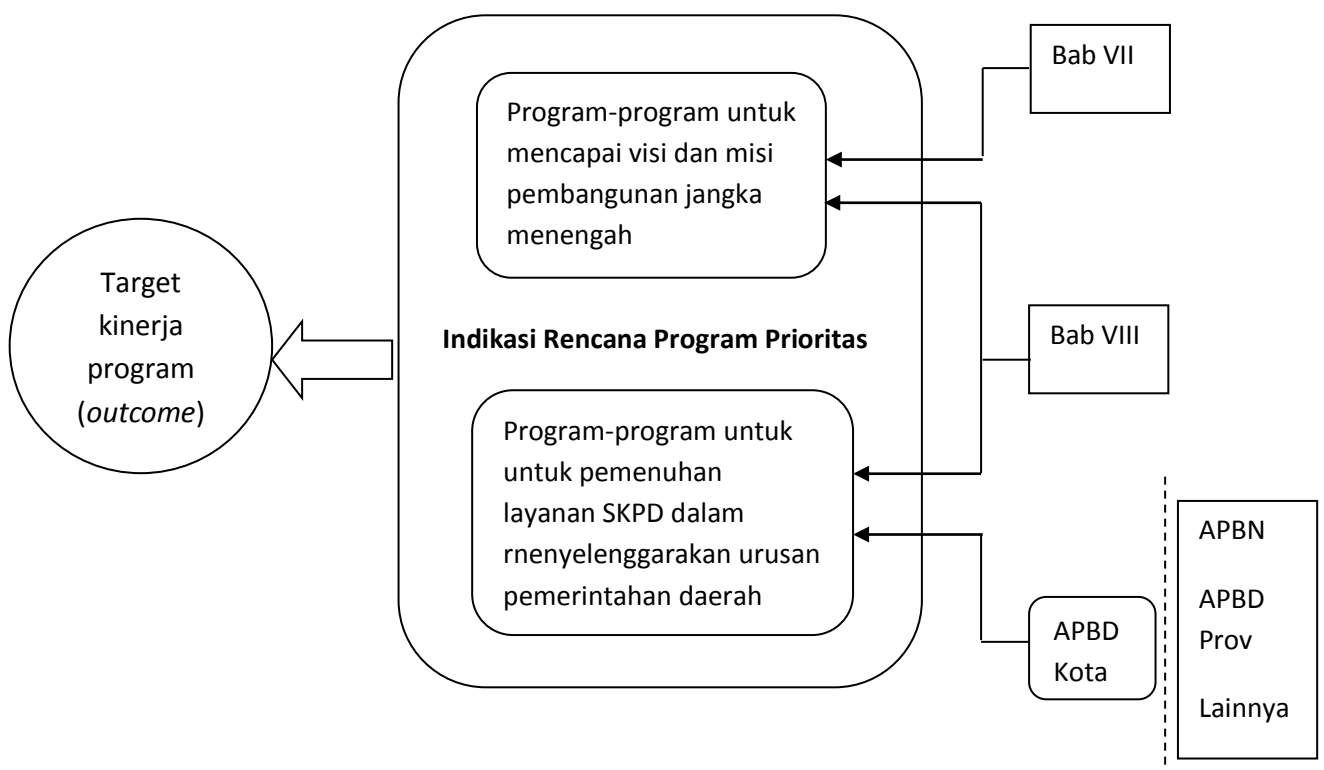 Bab VII
Program-program untuk
mencapai visi dan misi
pembangunan jangka
menengah
Target
kinerja
program
(outcome)
Indikasi Rencana Program Prioritas
Bab VIII
Program-program untuk
untuk pemenuhan
layanan SKPD dalam
rnenyelenggarakan urusan
pemerintahan daerah
APBD
Kota
APBN
APBD
Prov
Lainnya